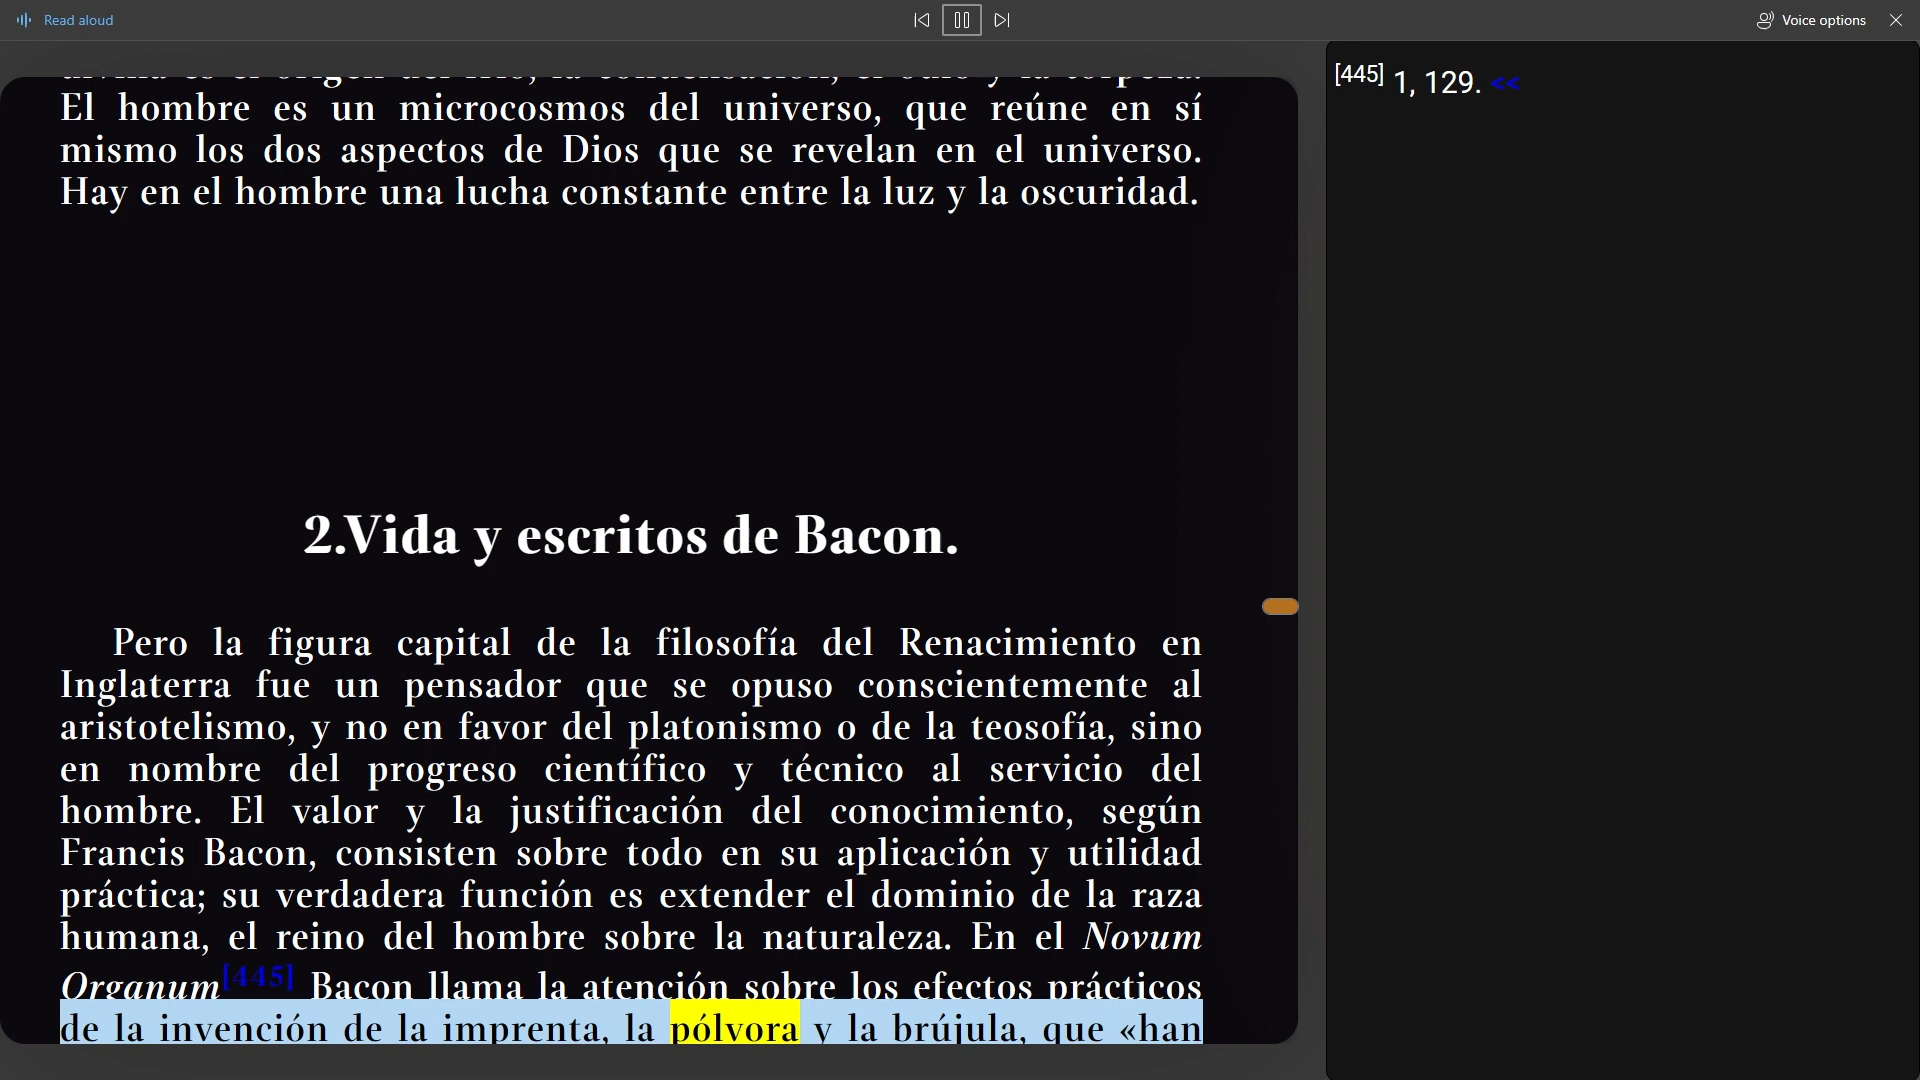 Read aloud
Voice options
El hombre es un microcosmos del universo, que reúne en sí
mismo los dos aspectos de Dios que se revelan en el universo.
Hay en el hombre una lucha constante entre la luz y la oscuridad.
2.Vida y escritos de Bacon.
Pero la figura capital de la filosofía del Renacimiento en
Inglaterra fue un pensador que se opuso conscientemente al
aristotelismo, y no en favor del platonismo o de la teosofía, sino
en nombre del progreso científico y técnico al servicio del
hombre. El valor y la justificación del conocimiento, según
Francis Bacon, consisten sobre todo en su aplicación y utilidad
práctica; su verdadera función es extender el dominio de la raza
humana, el reino del hombre sobre la naturaleza. En el Novum
Organum[445] Bacon llama la atención sobre los efectos prácticos
de la invención de la imprenta, la pólvora y la brújula, que «han
[445] 1, 129. <<